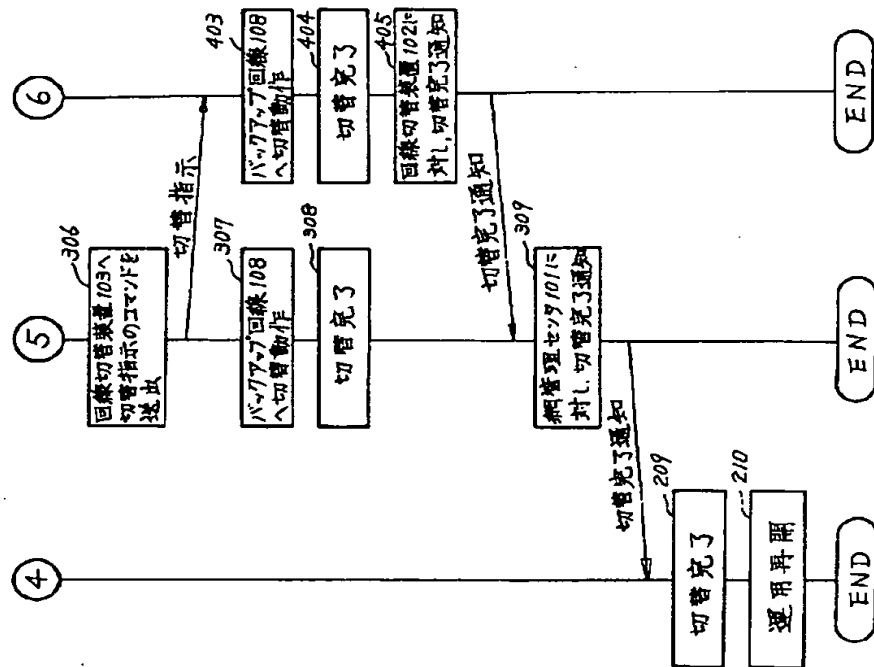 ④
⑤
⑥
306
回線切替装置103へ
切替指示のコマンドを
送出
切替指示
403
バックアップ回線108
へ切替動作
307
バックアップ回線108
へ切替動作
404
切替完了
308
切替完了
405
回線切替装置102に
対し,切替完了通知
切替完了通知
309
網管理センタ101に
対し,切替完了通知
切替完了通知
209
切替完了
210
運用再開
END
END
END